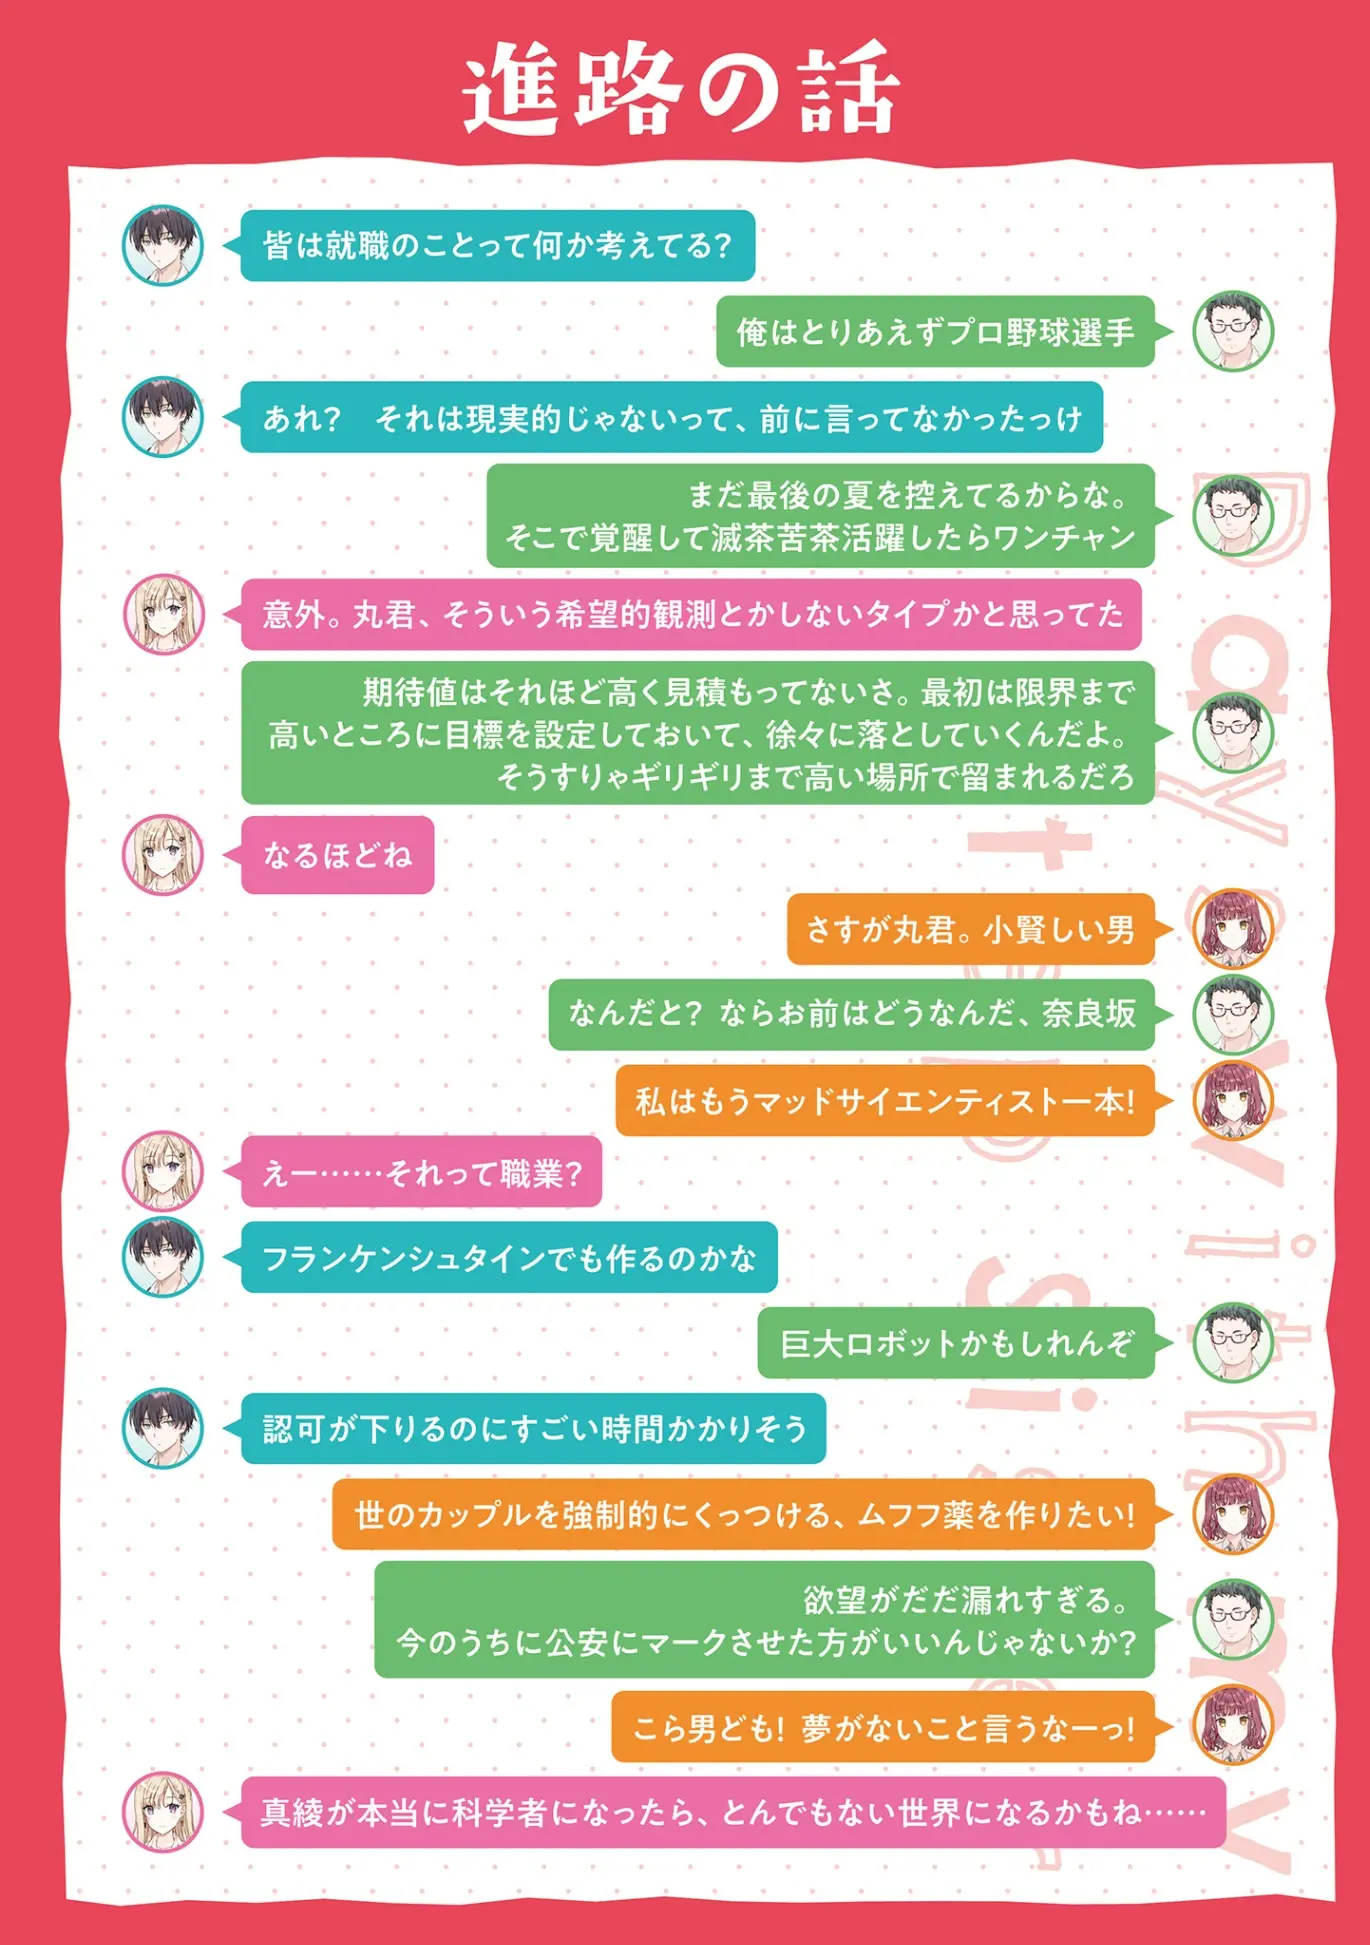 進路の話
皆は就職のことって何か考えてる?
俺はとりあえずプロ野球選手
あれ?　それは現実的じゃないって、前に言ってなかったっけ
まだ最後の夏を控えてるからな。
そこで覚醒して滅茶苦茶活躍したらワンチャン
意外。丸君、そういう希望的観測とかしないタイプかと思ってた
期待値はそれほど高く見積もってないさ。最初は限界まで
高いところに目標を設定しておいて、徐々に落としていくんだよ。
そうすりゃギリギリまで高い場所で留まれるだろ
なるほどね
さすが丸君。小賢しい男
なんだと? ならお前はどうなんだ、奈良坂
私はもうマッドサイエンティスト一本!
えー……それって職業?
フランケンシュタインでも作るのかな
巨大ロボットかもしれんぞ
認可が下りるのにすごい時間かかりそう
世のカップルを強制的にくっつける、ムフフ薬を作りたい!
欲望がだだ漏れすぎる。
今のうちに公安にマークさせた方がいいんじゃないか?
こら男ども! 夢がないこと言うなーっ!
真綾が本当に科学者になったら、とんでもない世界になるかもね……